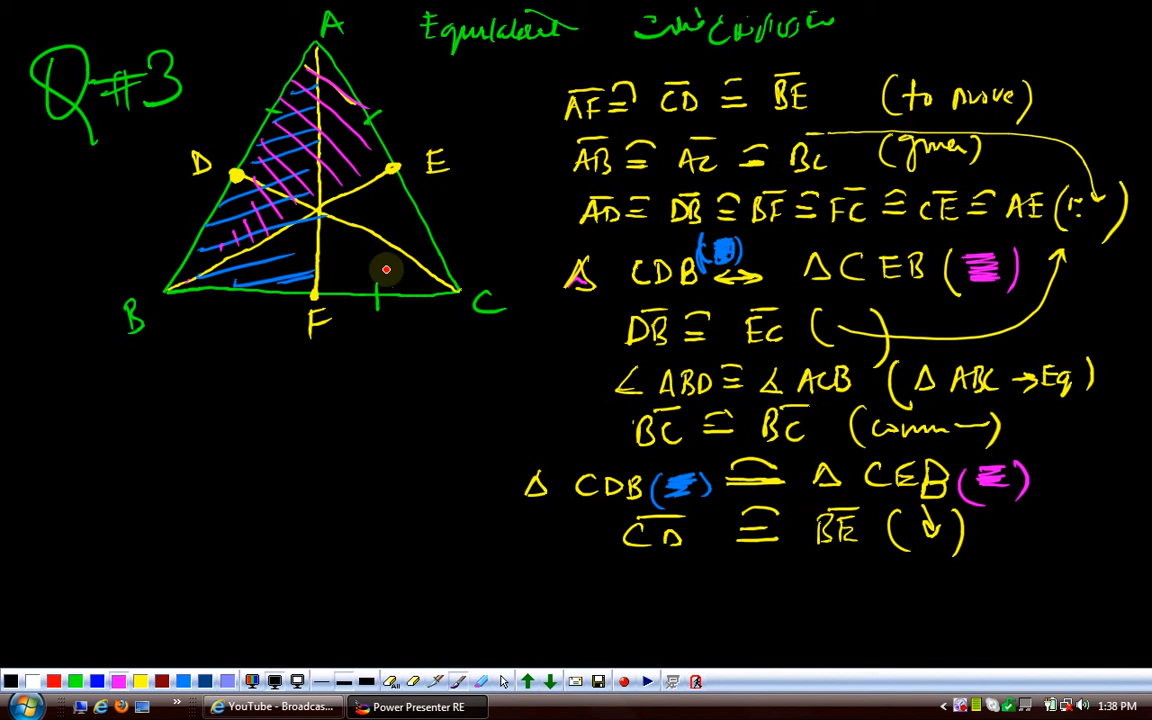 Q#3
A
Equilateral
D
E
B
F
C
AF ≅ CD ≅ BE (to prove)
AB ≅ AC ≅ BC (given)
AD ≅ DB ≅ BF ≅ FC ≅ CE ≅ AE
Δ CDB ↔ Δ CEB
DB ≅ EC
∠ ABD ≅ ∡ ACB (Δ ABC → Eq)
BC ≅ BC (comm
Δ CDB ≅ Δ CEB
CD ≅ BE (↓)
YouTube - Broadcas...
Power Presenter RE
1:38 PM